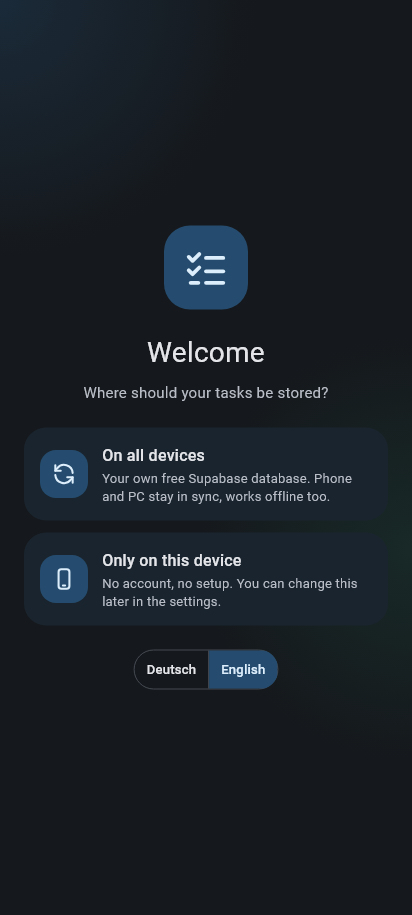 Welcome
Where should your tasks be stored?
On all devices
Your own free Supabase database. Phone
and PC stay in sync, works offline too.
Only on this device
No account, no setup. You can change this
later in the settings.
Deutsch English